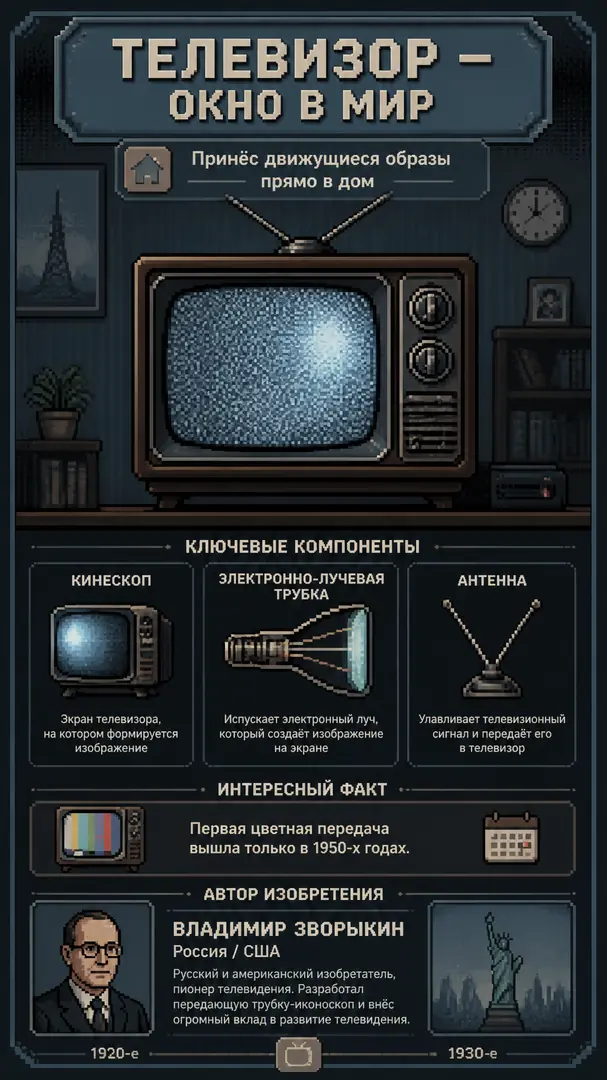 ТЕЛЕВИЗОР –
ОКНО В МИР
Принёс движущиеся образы
прямо в дом
КЛЮЧЕВЫЕ КОМПОНЕНТЫ
КИНЕСКОП
Экран телевизора,
на котором формируется
изображение
ЭЛЕКТРОННО-ЛУЧЕВАЯ
ТРУБКА
Испускает электронный луч,
который создаёт изображение
на экране
АНТЕННА
Улавливает телевизионный
сигнал и передаёт его
в телевизор
ИНТЕРЕСНЫЙ ФАКТ
Первая цветная передача
вышла только в 1950-х годах.
АВТОР ИЗОБРЕТЕНИЯ
ВЛАДИМИР ЗВОРЫКИН
Россия / США
Русский и американский изобретатель,
пионер телевидения. Разработал
передающую трубку-иконоскоп и внёс
огромный вклад в развитие телевидения.
1920-е
1930-е